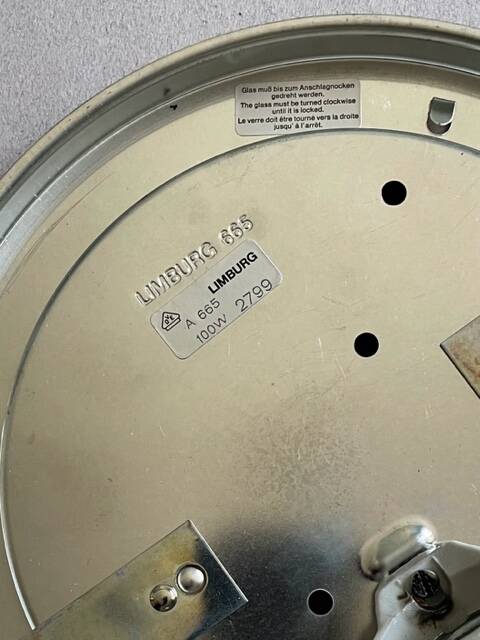 Glas muß bis zum Anschlagnocken
gedreht werden.
The glass must be turned clockwise
until it is locked.
Le verre doit être tourné vers la droite
jusqu' à l'arrêt.
LIMBURG 665
LIMBURG
A 665
100W 2799